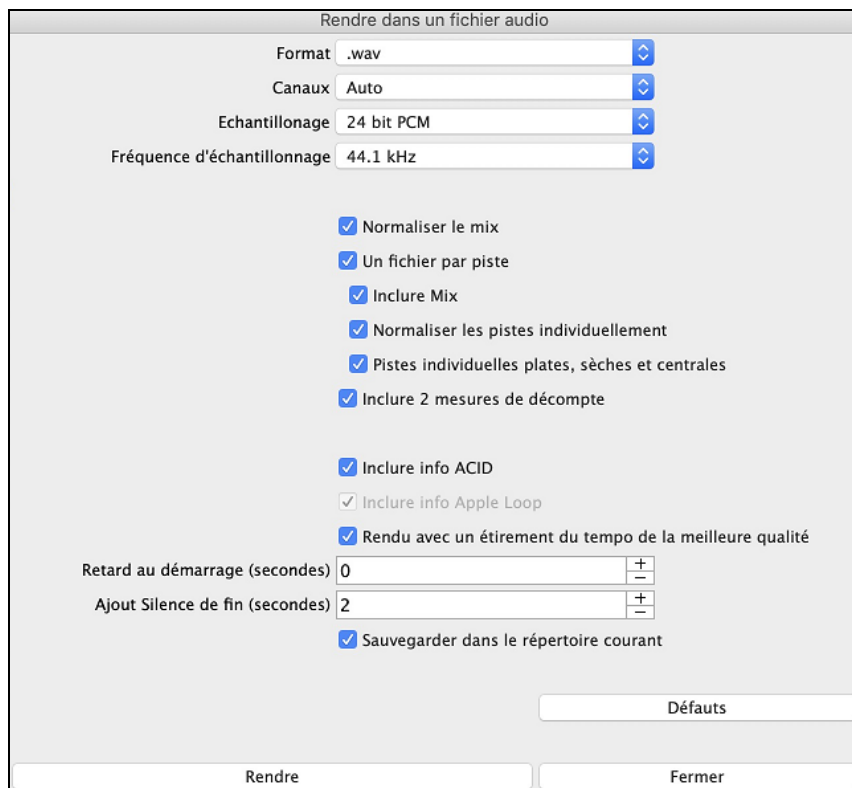 Rendre dans un fichier audio
Format .wav
Canaux Auto
Echantillonage 24 bit PCM
Fréquence d'échantillonnage 44.1 kHz
Normaliser le mix
Un fichier par piste
Inclure Mix
Normaliser les pistes individuellement
Pistes individuelles plates, sèches et centrales
Inclure 2 mesures de décompte
Inclure info ACID
Inclure info Apple Loop
Rendu avec un étirement du tempo de la meilleure qualité
Retard au démarrage (secondes) 0 + −
Ajout Silence de fin (secondes) 2 + −
Sauvegarder dans le répertoire courant
Défauts
Rendre Fermer